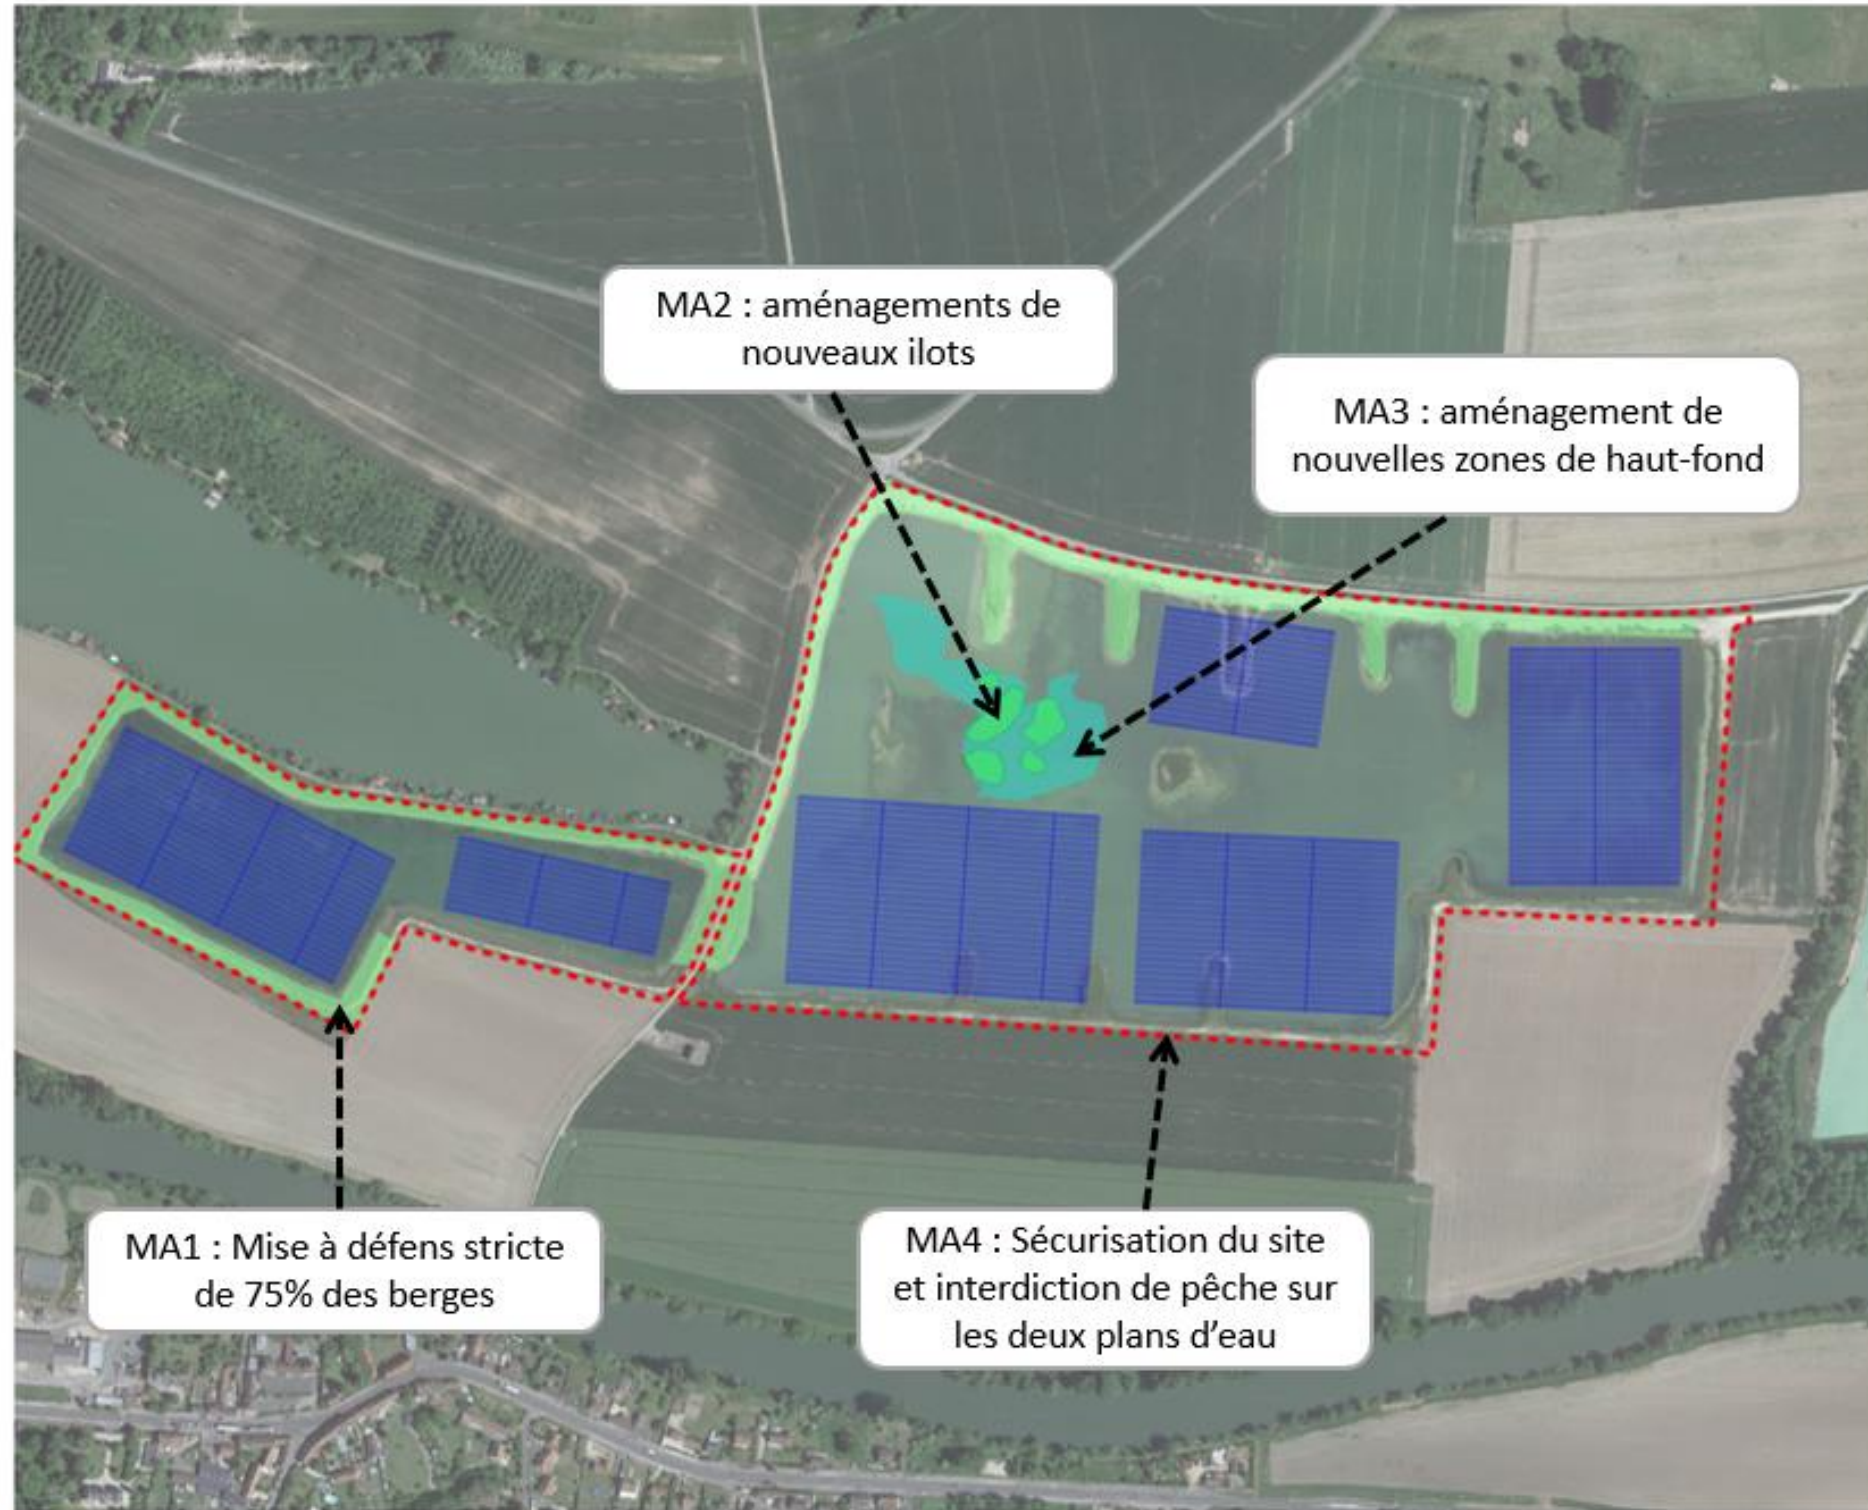 MA2 : aménagements de
nouveaux ilots
MA3 : aménagement de
nouvelles zones de haut-fond
MA1 : Mise à défens stricte
de 75% des berges
MA4 : Sécurisation du site
et interdiction de pêche sur
les deux plans d’eau